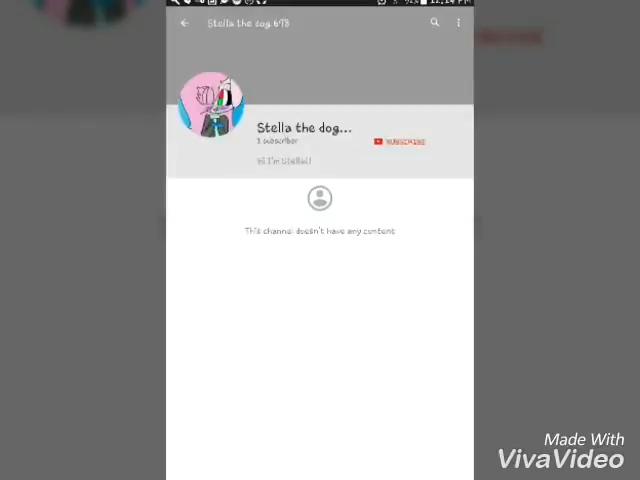 Stella the dog 693
Stella the dog...
1 subscriber
SUBSCRIBE
Hi I'm Stella!!
This channel doesn't have any content
Made With
VivaVideo